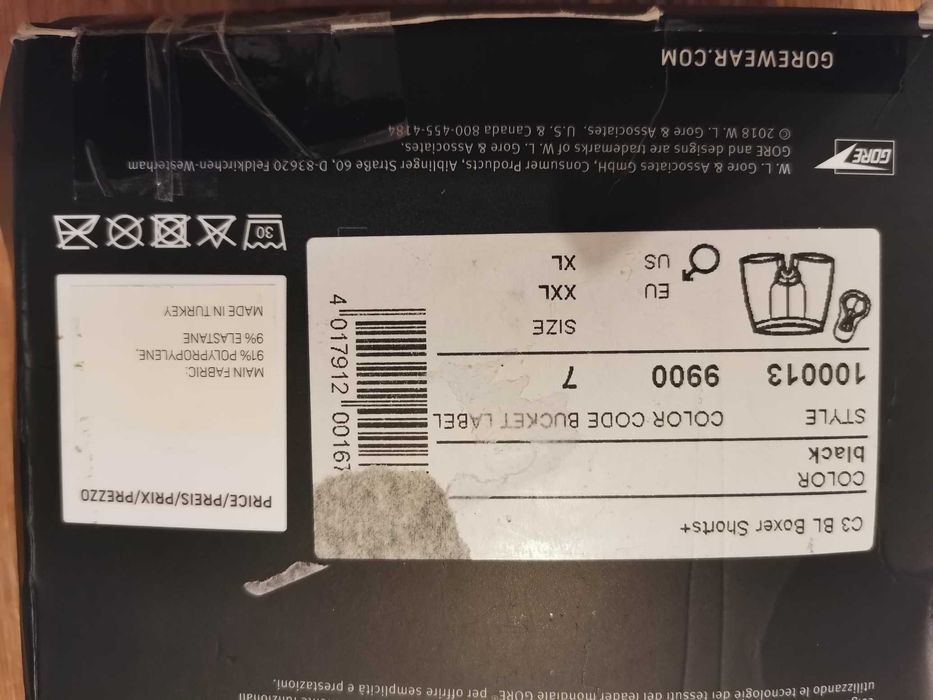 utilizzando le tecnologie dei tessuti del leader mondiale GORE® per offrire semplicità e prestazioni.
C3 BL Boxer Shorts+
COLOR
black
STYLE COLOR CODE BUCKET LABEL
100013 9900 7
SIZE
EU XXL
US XL
4 017912 00167
PRICE/PREIS/PRIX/PREZZO
MAIN FABRIC:
91% POLYPROPYLENE,
9% ELASTANE
MADE IN TURKEY
30
GORE
W. L. Gore & Associates GmbH, Consumer Products, Aiblinger Straße 60, D-83620 Feldkirchen-Westerham
GORE and designs are trademarks of W. L. Gore & Associates.
© 2018 W. L. Gore & Associates, U.S. & Canada 800-455-4184
GOREWEAR.COM